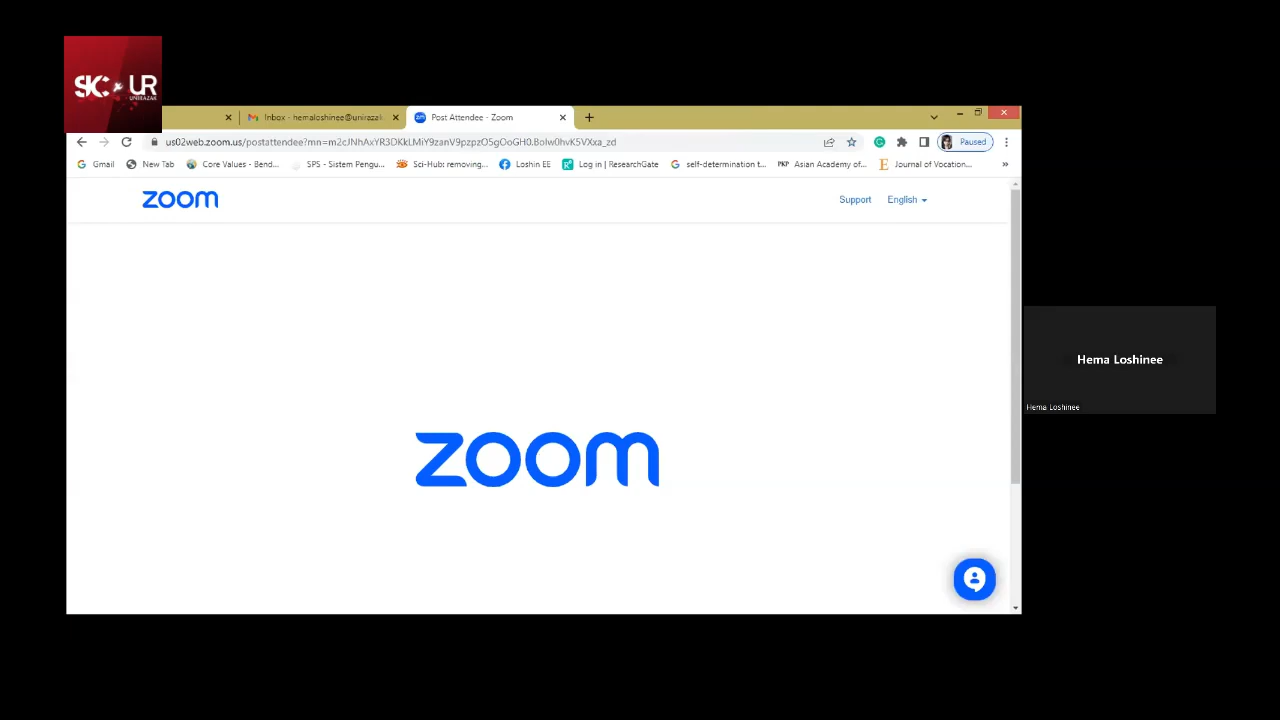 SKC UR
UNIRAZAK
Inbox - hemaloshinee@unirazak
Post Attendee - Zoom
us02web.zoom.us/postattendee?mn=m2cJNhAxYR3DKkLMiY9zanV9pzpzO5gOoGH0.BoIw0hvK5VXxa_zd
Paused
Gmail
New Tab
Core Values - Bend...
SPS - Sistem Pengu...
Sci-Hub: removing...
Loshin EE
Log in | ResearchGate
self-determination t...
Asian Academy of...
Journal of Vocation...
zoom
Support
English
zoom
Hema Loshinee
Hema Loshinee